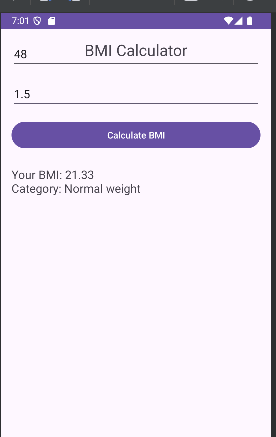 7:01
BMI Calculator
48
1.5
Calculate BMI
Your BMI: 21.33
Category: Normal weight